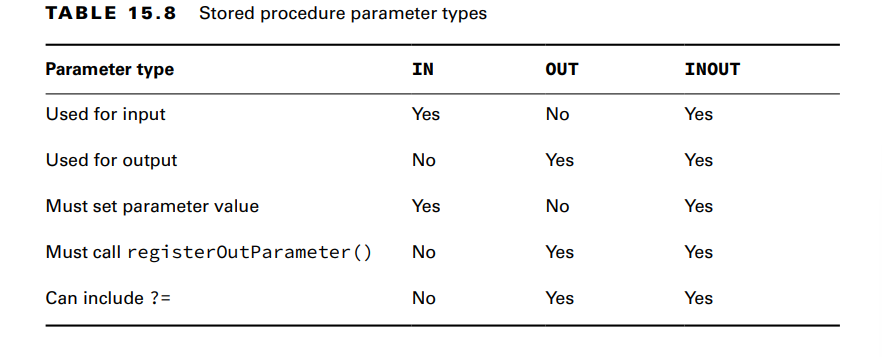 TABLE 15.8 Stored procedure parameter types
Parameter type IN OUT INOUT
Used for input Yes No Yes
Used for output No Yes Yes
Must set parameter value Yes No Yes
Must call registerOutParameter() No Yes Yes
Can include ?= No Yes Yes